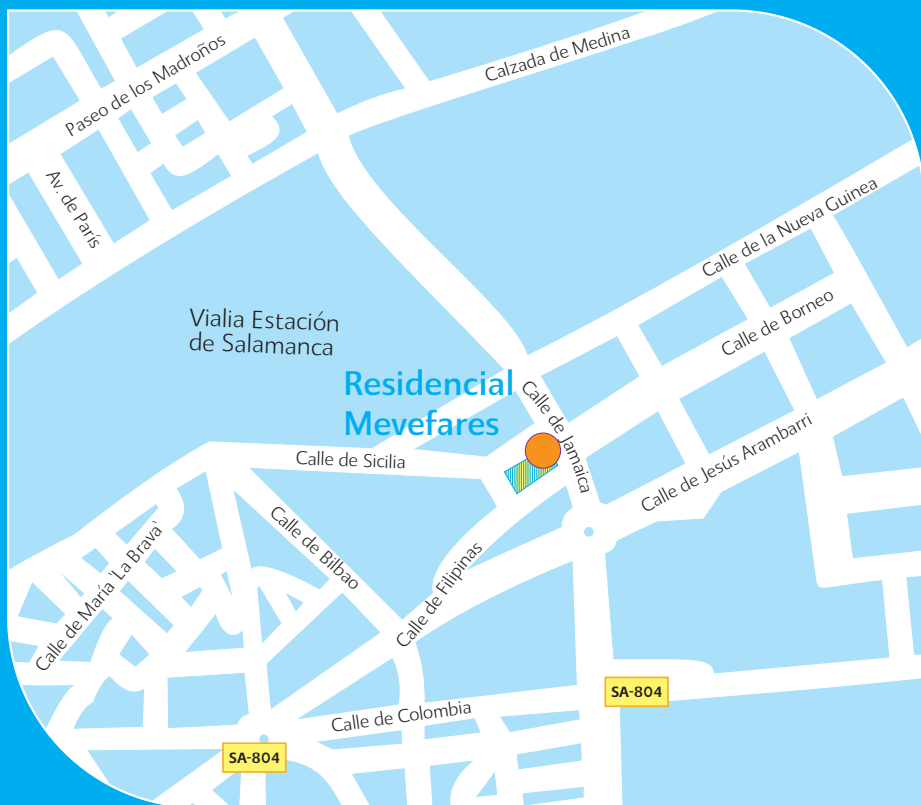 Calzada de Medina
Paseo de los Madroños
Av. de París
Calle de la Nueva Guinea
Vialia Estación
de Salamanca
Calle de Borneo
Residencial
Mevefares
Calle de Jamaica
Calle de Sicilia
Calle de Jesús Arambarri
Calle de Bilbao
Calle de María 'La Brava'
Calle de Filipinas
SA-804
Calle de Colombia
SA-804